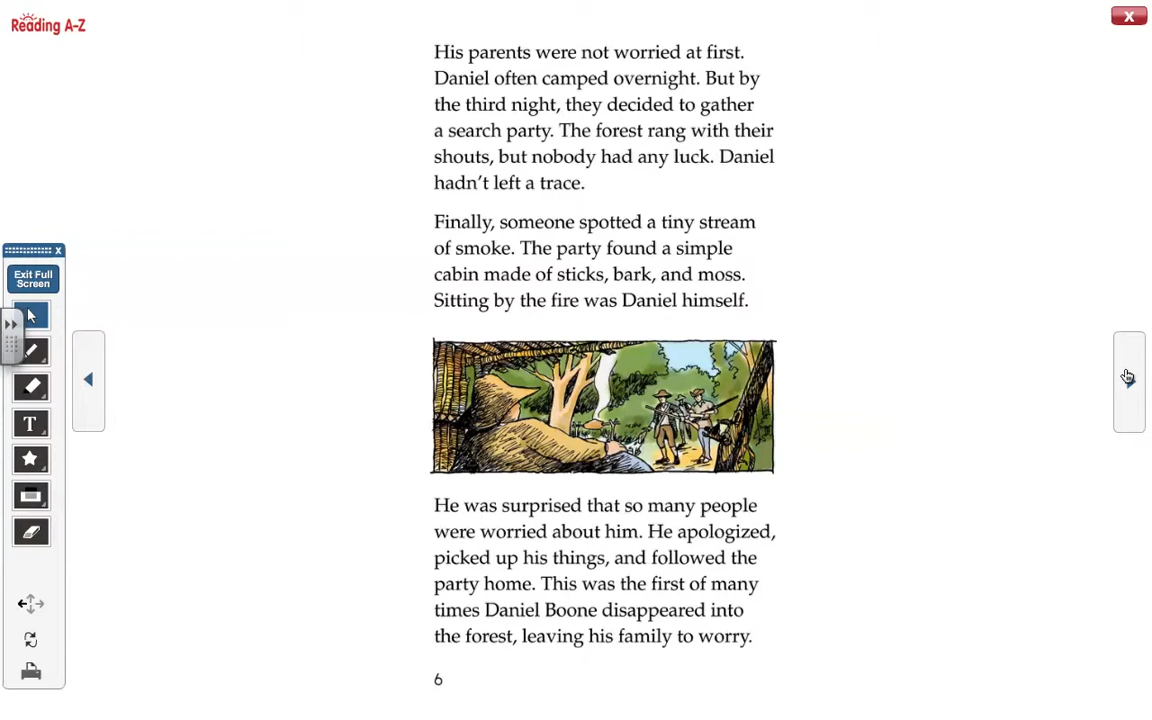 Reading A-Z
X
His parents were not worried at first.
Daniel often camped overnight. But by
the third night, they decided to gather
a search party. The forest rang with their
shouts, but nobody had any luck. Daniel
hadn't left a trace.
Finally, someone spotted a tiny stream
of smoke. The party found a simple
cabin made of sticks, bark, and moss.
Sitting by the fire was Daniel himself.
x
Exit Full
Screen
T
He was surprised that so many people
were worried about him. He apologized,
picked up his things, and followed the
party home. This was the first of many
times Daniel Boone disappeared into
the forest, leaving his family to worry.
6